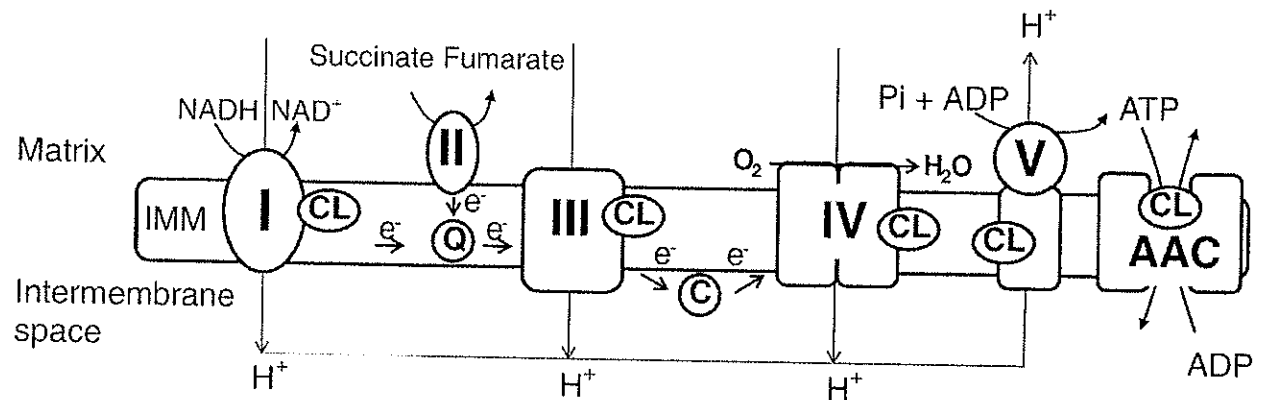 H⁺
Succinate Fumarate
NADH NAD⁺
Pi + ADP
ATP
Matrix
II
O₂
H₂O
V
IMM
I
CL
e⁻
e⁻
Q
e⁻
III
CL
IV
CL
CL
CL
AAC
e⁻
e⁻
C
Intermembrane
space
H⁺
H⁺
H⁺
ADP